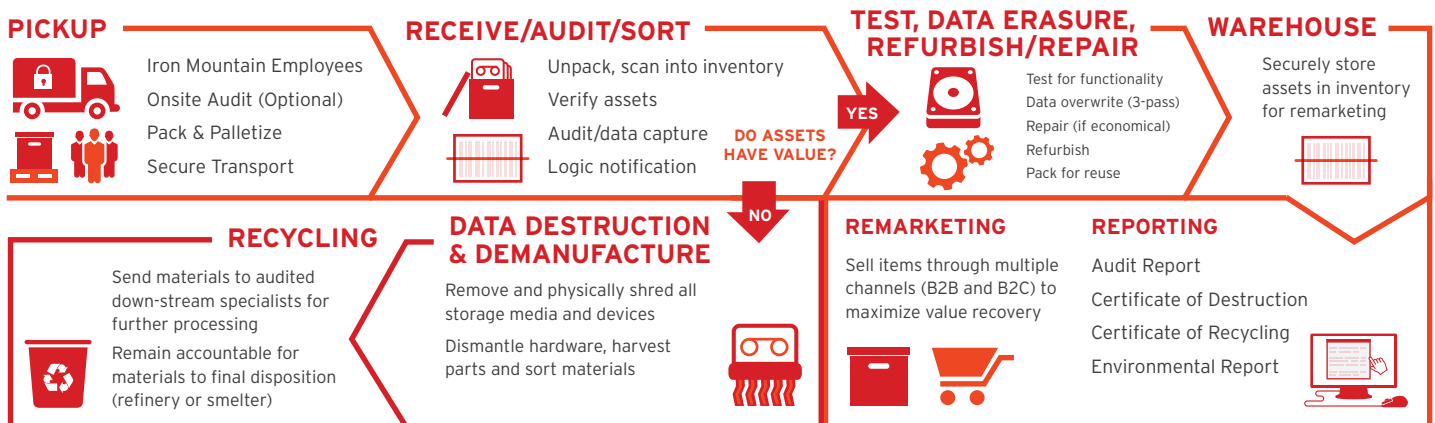 PICKUP
Iron Mountain Employees
Onsite Audit (Optional)
Pack & Palletize
Secure Transport
RECEIVE/AUDIT/SORT
Unpack, scan into inventory
Verify assets
Audit/data capture
Logic notification
DO ASSETS
HAVE VALUE?
YES
NO
TEST, DATA ERASURE,
REFURBISH/REPAIR
Test for functionality
Data overwrite (3-pass)
Repair (if economical)
Refurbish
Pack for reuse
WAREHOUSE
Securely store
assets in inventory
for remarketing
RECYCLING
Send materials to audited
down-stream specialists for
further processing
Remain accountable for
materials to final disposition
(refinery or smelter)
DATA DESTRUCTION
& DEMANUFACTURE
Remove and physically shred all
storage media and devices
Dismantle hardware, harvest
parts and sort materials
REMARKETING
Sell items through multiple
channels (B2B and B2C) to
maximize value recovery
REPORTING
Audit Report
Certificate of Destruction
Certificate of Recycling
Environmental Report